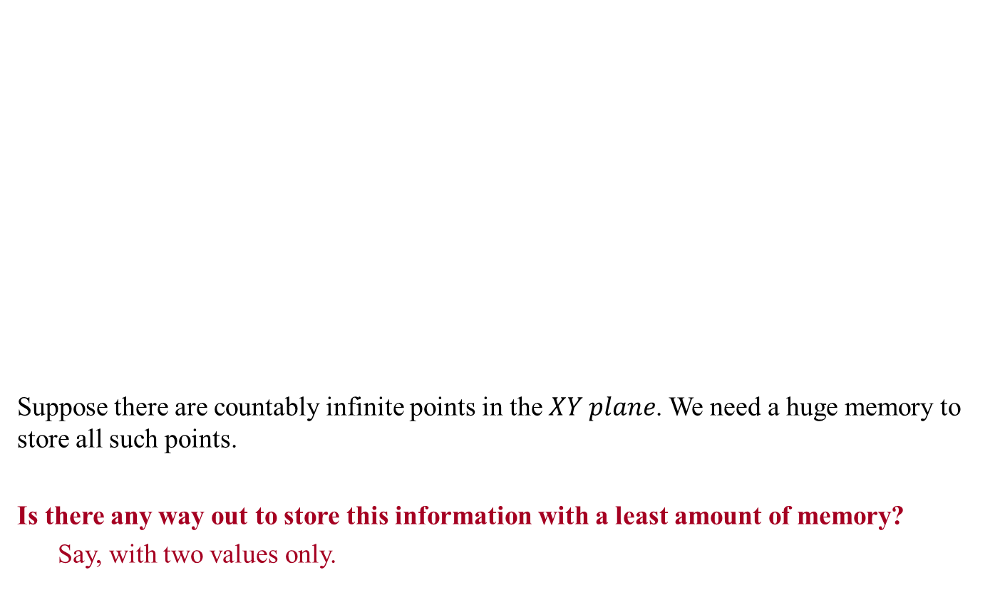 Suppose there are countably infinite points in the XY plane. We need a huge memory to
store all such points.
Is there any way out to store this information with a least amount of memory?
Say, with two values only.